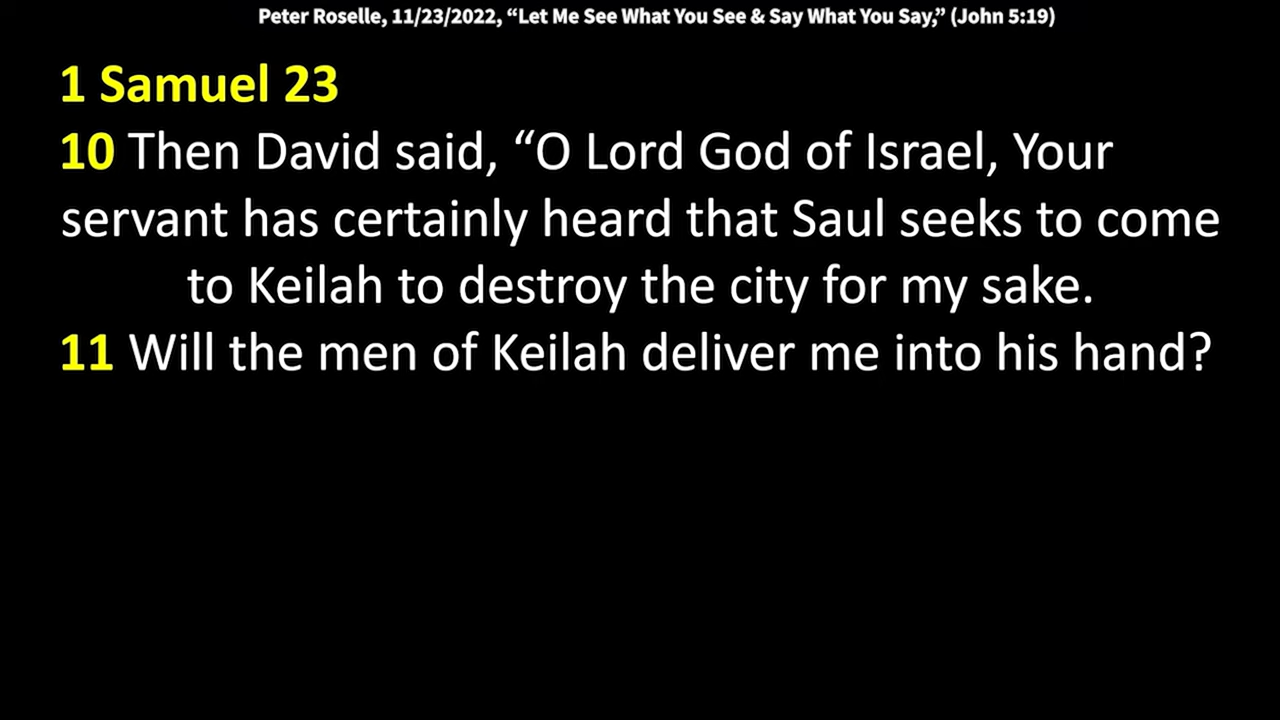 Peter Roselle, 11/23/2022, “Let Me See What You See & Say What You Say,” (John 5:19)
1 Samuel 23
10 Then David said, “O Lord God of Israel, Your
servant has certainly heard that Saul seeks to come
to Keilah to destroy the city for my sake.
11 Will the men of Keilah deliver me into his hand?